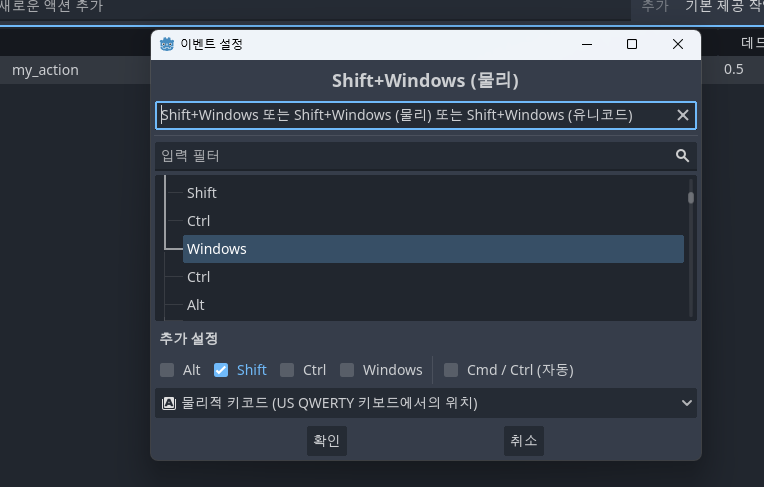 새로운 액션 추가
추가
기본 제공 작
데드
my_action
0.5
이벤트 설정
Shift+Windows (물리)
Shift+Windows 또는 Shift+Windows (물리) 또는 Shift+Windows (유니코드)
입력 필터
Shift
Ctrl
Windows
Ctrl
Alt
추가 설정
Alt Shift Ctrl Windows Cmd / Ctrl (자동)
물리적 키코드 (US QWERTY 키보드에서의 위치)
확인 취소